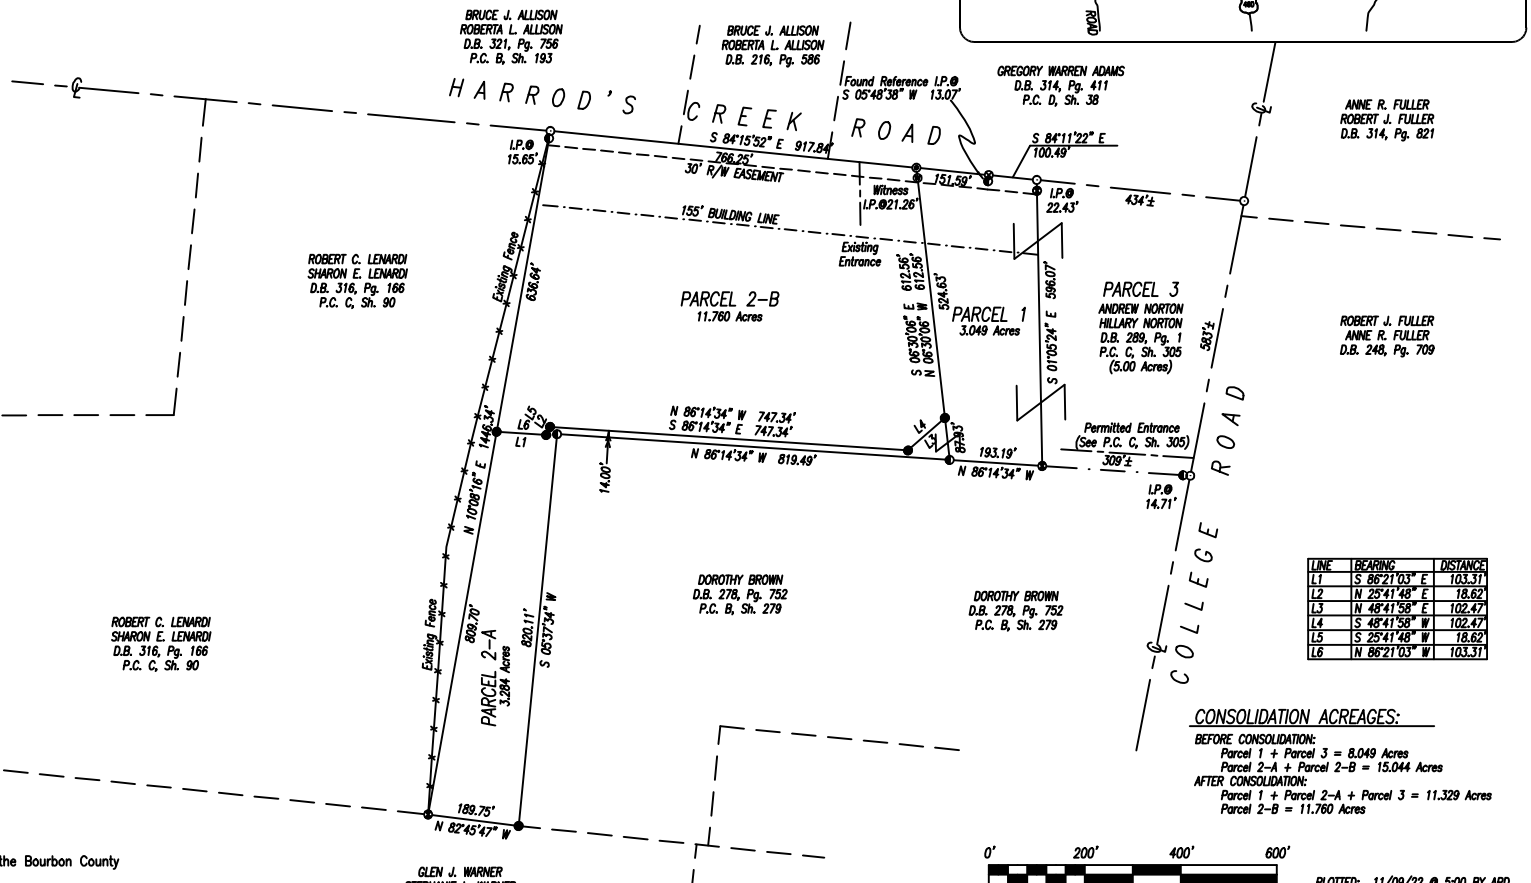 BRUCE J. ALLISON
ROBERTA L. ALLISON
D.B. 321, Pg. 756
P.C. B, Sh. 193
BRUCE J. ALLISON
ROBERTA L. ALLISON
D.B. 216, Pg. 586
ROAD
460
GREGORY WARREN ADAMS
D.B. 314, Pg. 411
P.C. D, Sh. 38
Found Reference I.P.@
S 05°48'38" W 13.07'
ANNE R. FULLER
ROBERT J. FULLER
D.B. 314, Pg. 821
HARROD'S CREEK ROAD
S 84°15'52" E 917.84'
S 84°11'22" E
100.49'
I.P.@
15.65'
766.25'
30' R/W EASEMENT
151.59'
Witness
I.P.@21.26'
I.P.@
22.43'
434'±
155' BUILDING LINE
Existing
Entrance
ROBERT C. LENARDI
SHARON E. LENARDI
D.B. 316, Pg. 166
P.C. C, Sh. 90
Existing Fence
636.64'
PARCEL 2-B
11.760 Acres
S 06°30'06" E 612.56'
N 06°30'06" W 612.56'
524.63'
PARCEL 1
3.049 Acres
S 01°05'24" E 596.07'
PARCEL 3
ANDREW NORTON
HILLARY NORTON
D.B. 289, Pg. 1
P.C. C, Sh. 305
(5.00 Acres)
583'±
ROBERT J. FULLER
ANNE R. FULLER
D.B. 248, Pg. 709
N 10°08'16" E 1446.34'
L5
L2
L6
L1
N 86°14'34" W 747.34'
S 86°14'34" E 747.34'
N 86°14'34" W 819.49'
14.00'
L4
L3
87.93'
193.19'
N 86°14'34" W
Permitted Entrance
(See P.C. C, Sh. 305)
309'±
I.P.@
14.71'
COLLEGE ROAD
Existing Fence
809.70'
PARCEL 2-A
3.284 Acres
820.11'
S 05°37'34" W
DOROTHY BROWN
D.B. 278, Pg. 752
P.C. B, Sh. 279
DOROTHY BROWN
D.B. 278, Pg. 752
P.C. B, Sh. 279
ROBERT C. LENARDI
SHARON E. LENARDI
D.B. 316, Pg. 166
P.C. C, Sh. 90
LINE BEARING DISTANCE
L1 S 86°21'03" E 103.31'
L2 N 25°41'48" E 18.62'
L3 N 48°41'58" E 102.47'
L4 S 48°41'58" W 102.47'
L5 S 25°41'48" W 18.62'
L6 N 86°21'03" W 103.31'
CONSOLIDATION ACREAGES:
BEFORE CONSOLIDATION:
Parcel 1 + Parcel 3 = 8.049 Acres
Parcel 2-A + Parcel 2-B = 15.044 Acres
AFTER CONSOLIDATION:
Parcel 1 + Parcel 2-A + Parcel 3 = 11.329 Acres
Parcel 2-B = 11.760 Acres
189.75'
N 82°45'47" W
the Bourbon County
GLEN J. WARNER
0' 200' 400' 600'
PLOTTED: 11/09/22 @ 5:00 BY ARD